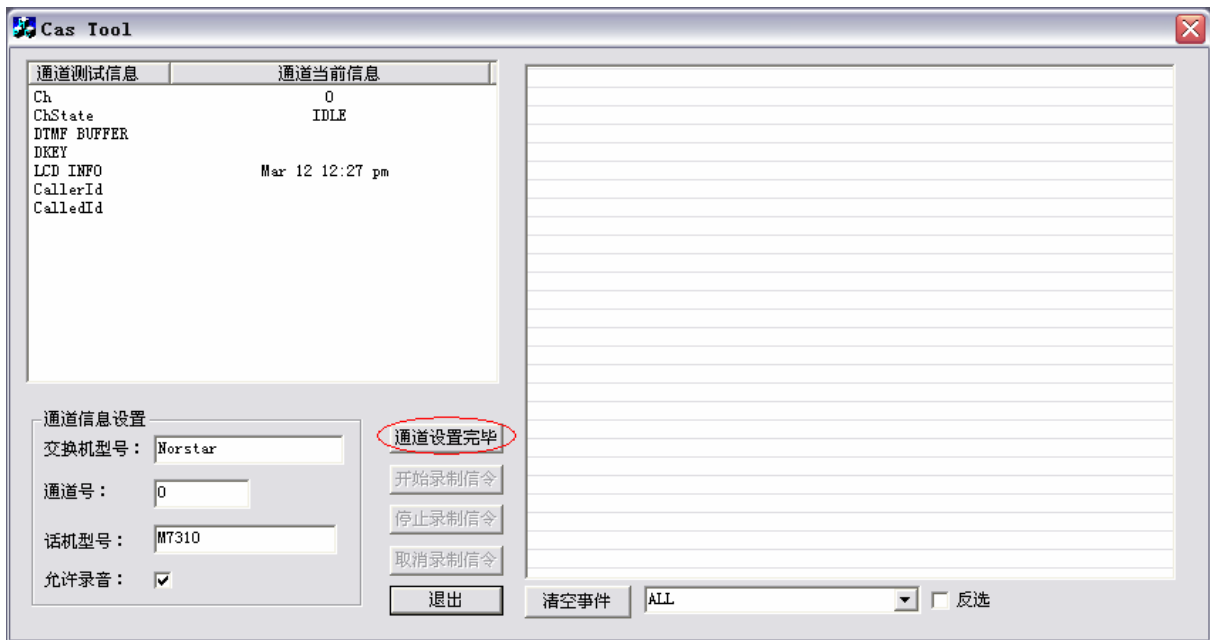 Cas Tool
通道测试信息 通道当前信息
Ch 0
ChState IDLE
DTMF BUFFER
DKEY
LCD INFO Mar 12 12:27 pm
CallerId
CalledId
通道信息设置
交换机型号： Norstar
通道号： 0
话机型号： M7310
允许录音：
通道设置完毕
开始录制信令
停止录制信令
取消录制信令
退出
清空事件 ALL 反选